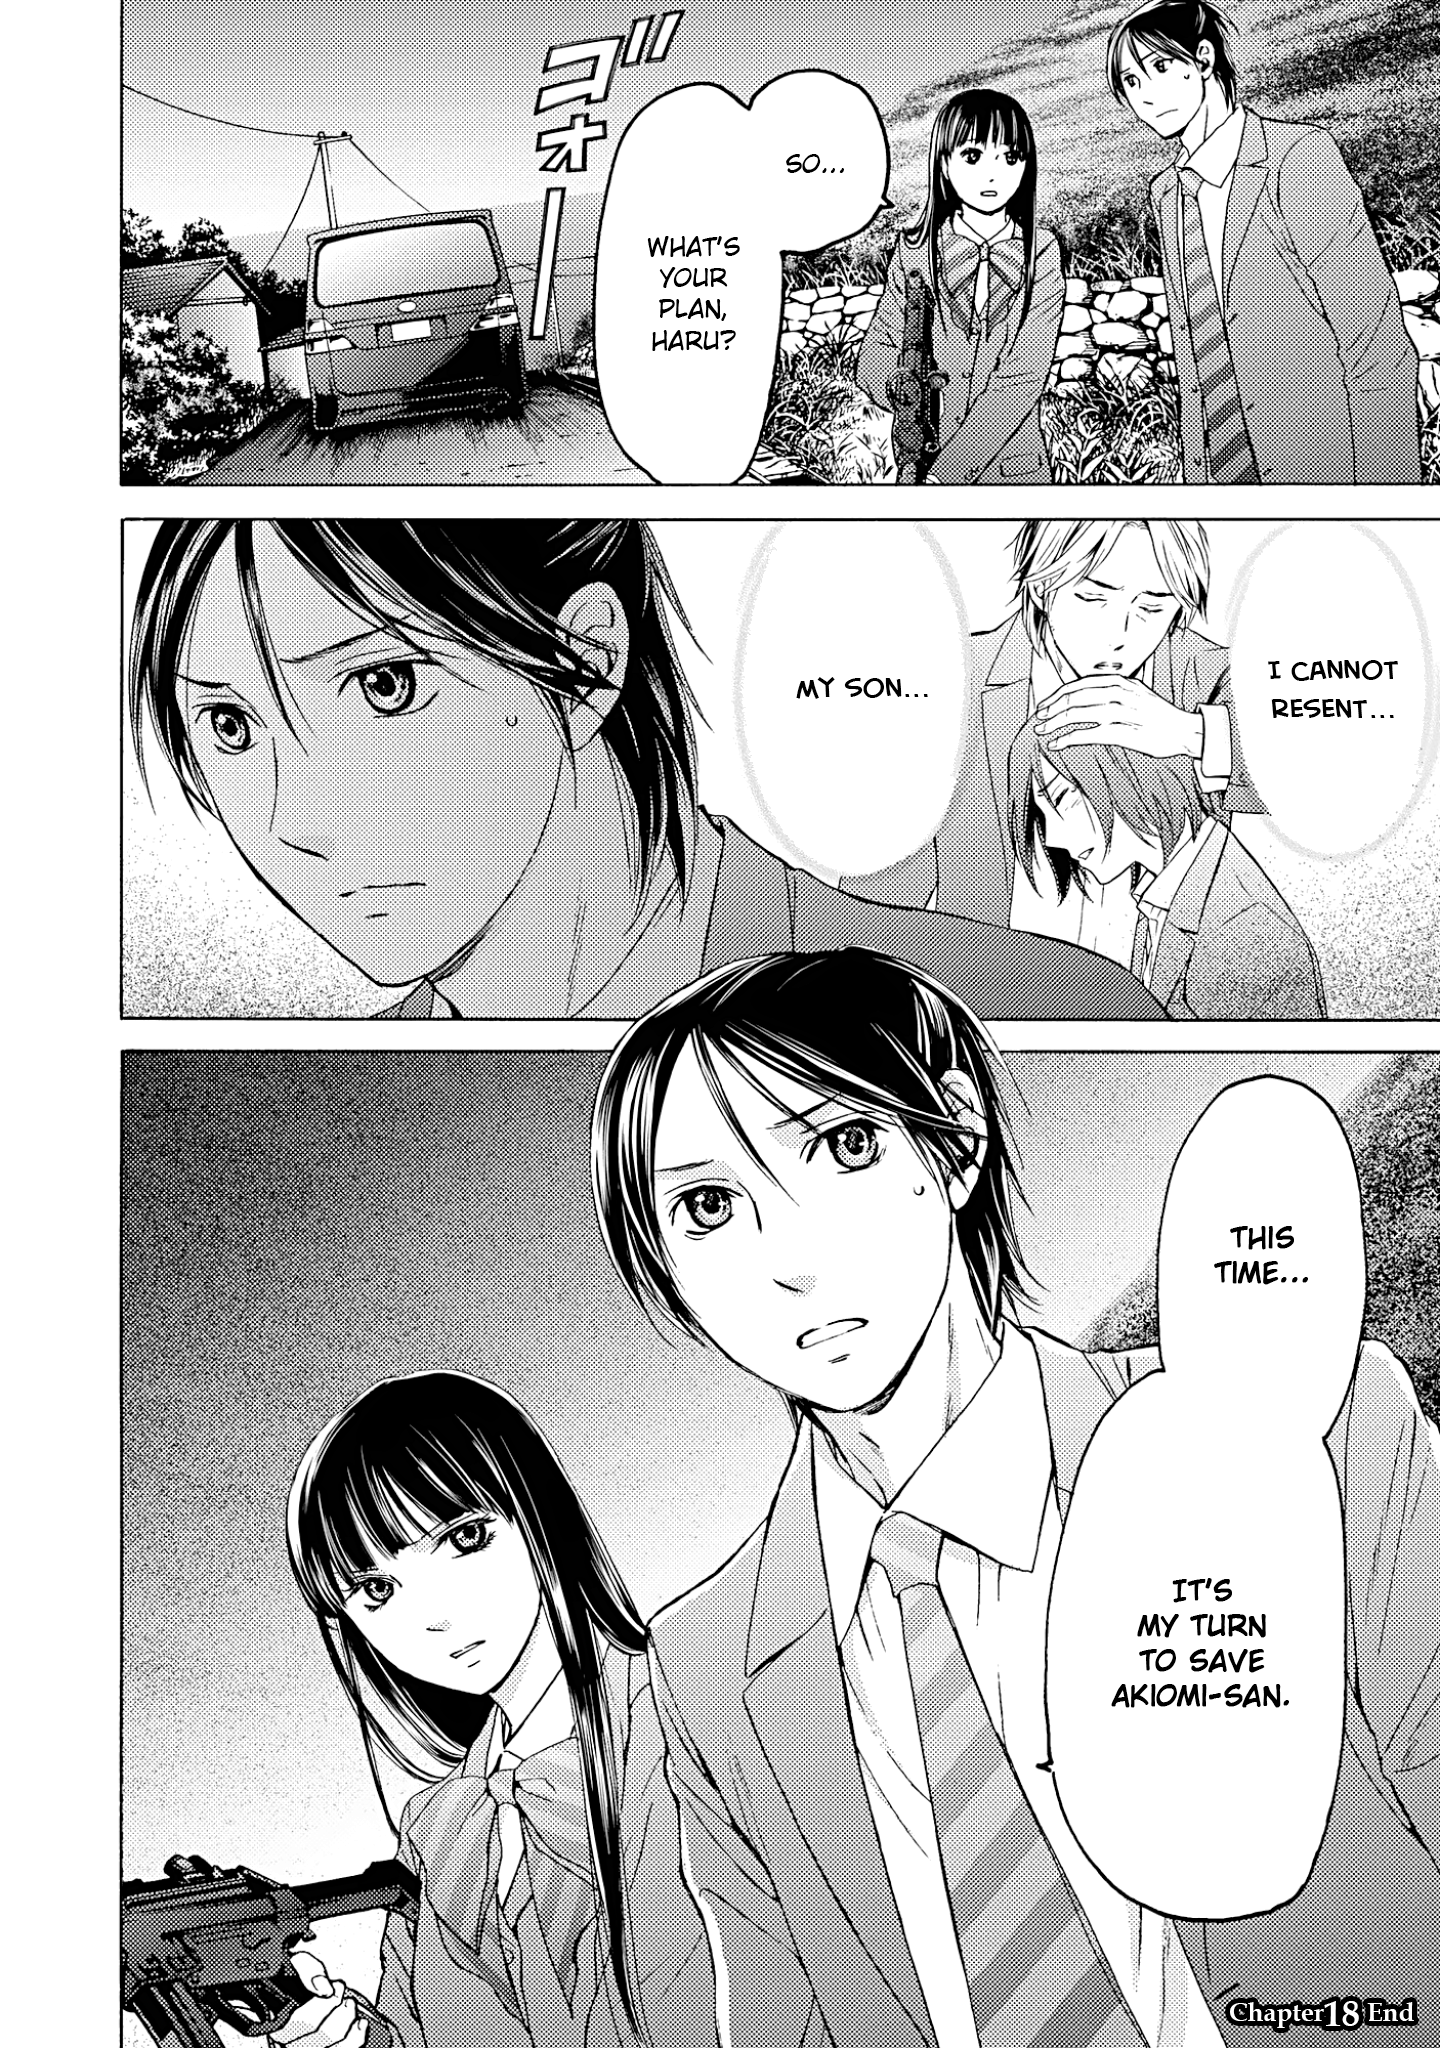 SO...
WHAT'S
YOUR
PLAN,
HARU?
ゴォー
I CANNOT
RESENT...
MY SON...
THIS
TIME...
IT'S
MY TURN
TO SAVE
AKIOMI-SAN.
Chapter18 End